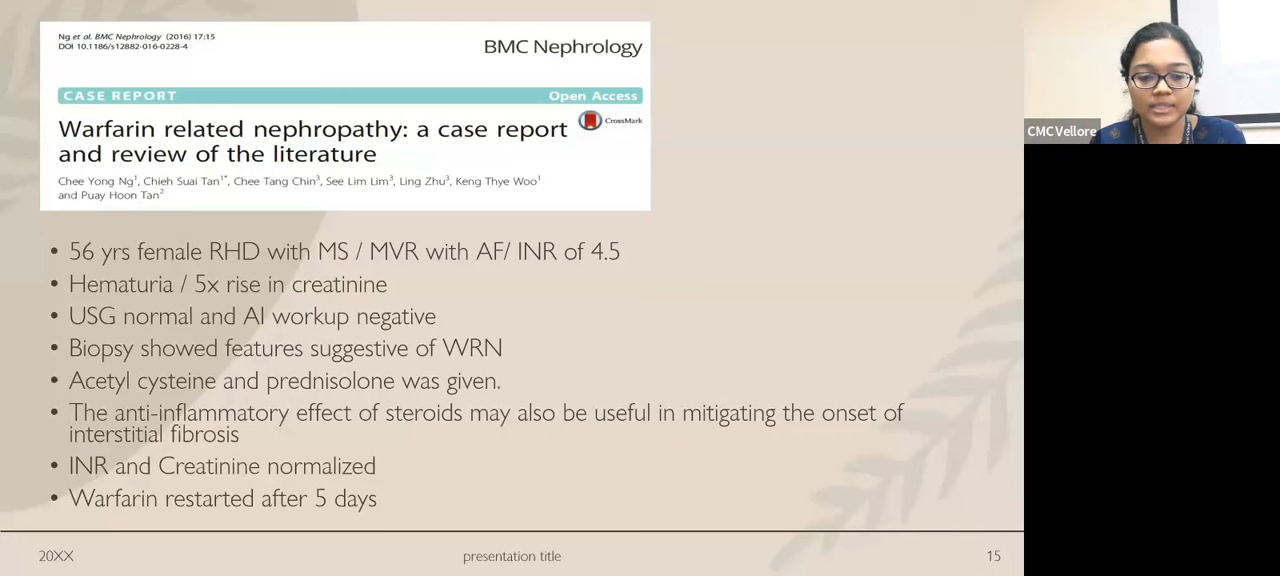 Ng et al. BMC Nephrology (2016) 17:15
DOI 10.1186/s12882-016-0228-4
BMC Nephrology
CASE REPORT
Open Access
Warfarin related nephropathy: a case report
and review of the literature
CrossMark
Chee Yong Ng1, Chieh Suai Tan1*, Chee Tang Chin3, See Lim Lim3, Ling Zhu3, Keng Thye Woo1
and Puay Hoon Tan2
CMC Vellore
• 56 yrs female RHD with MS / MVR with AF/ INR of 4.5
• Hematuria / 5x rise in creatinine
• USG normal and AI workup negative
• Biopsy showed features suggestive of WRN
• Acetyl cysteine and prednisolone was given.
• The anti-inflammatory effect of steroids may also be useful in mitigating the onset of
interstitial fibrosis
• INR and Creatinine normalized
• Warfarin restarted after 5 days
20XX
presentation title
15